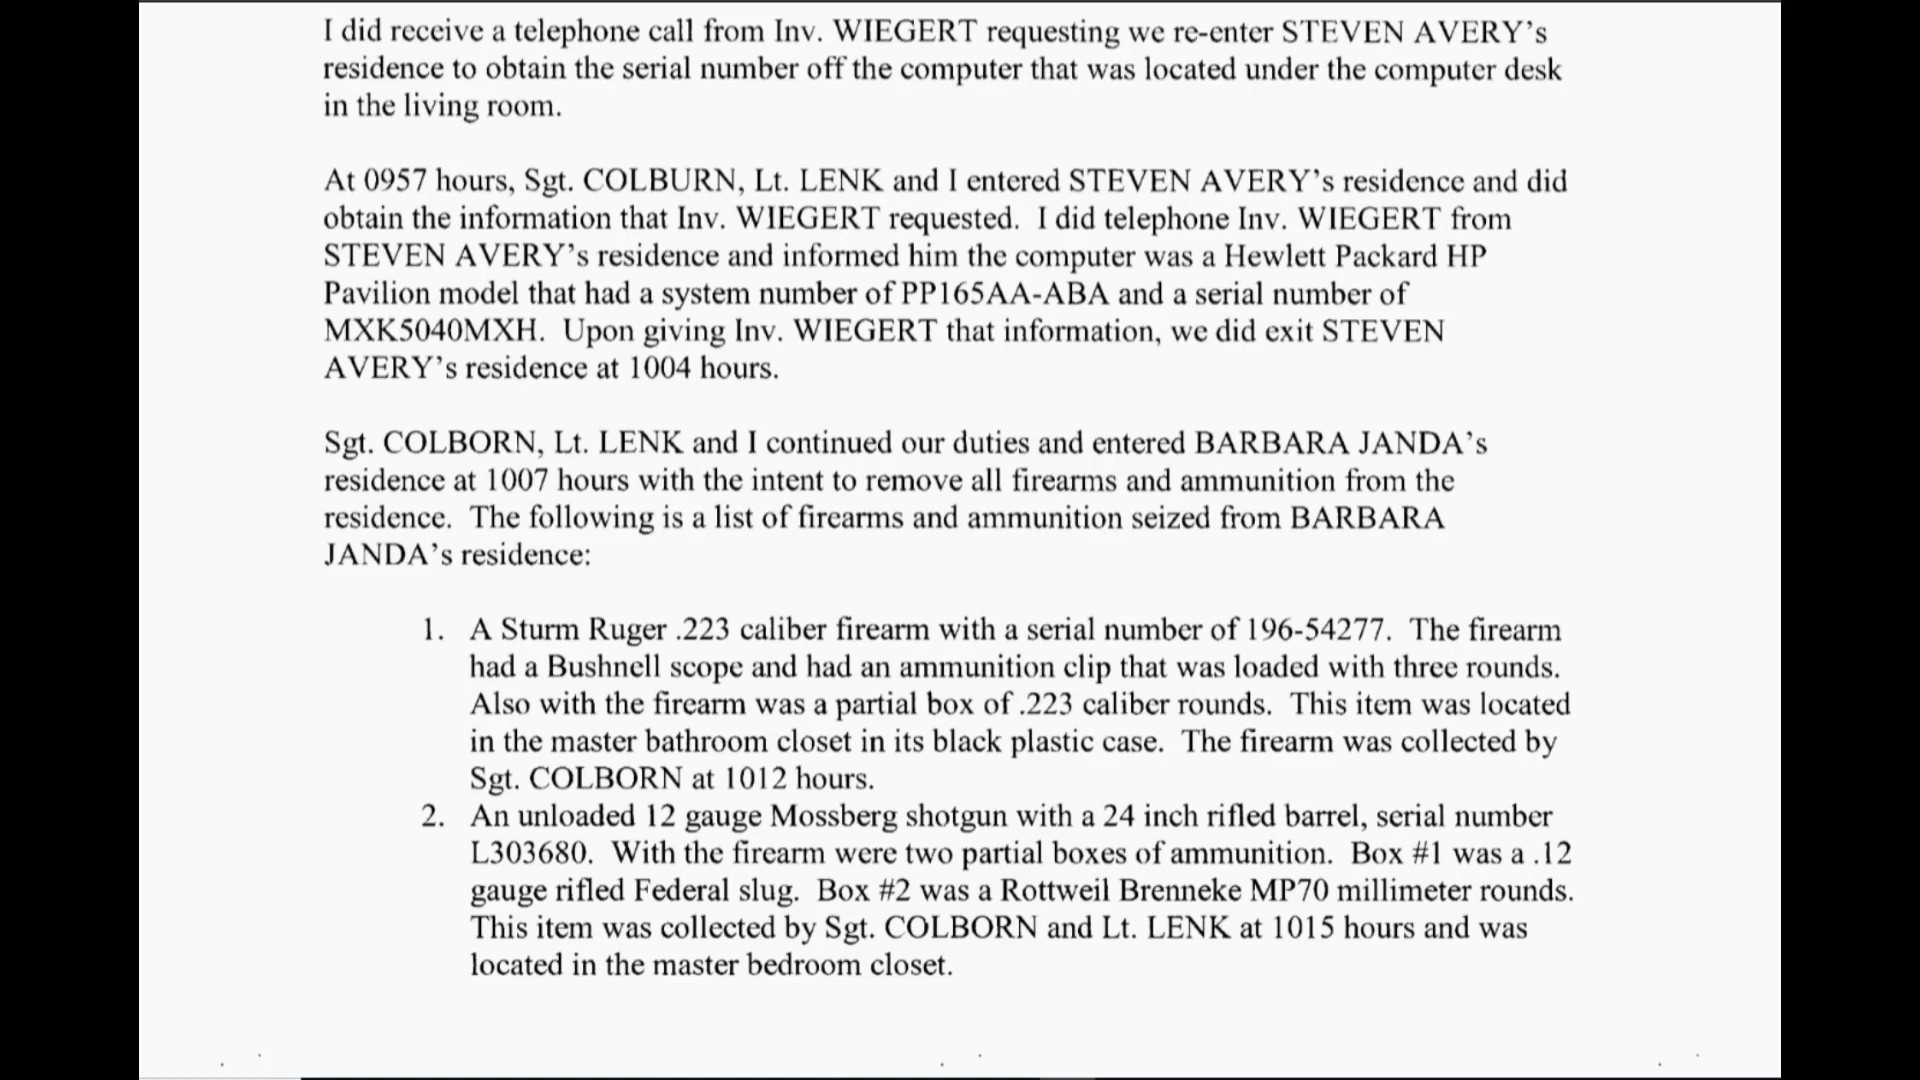 I did receive a telephone call from Inv. WIEGERT requesting we re-enter STEVEN AVERY’s
residence to obtain the serial number off the computer that was located under the computer desk
in the living room.
At 0957 hours, Sgt. COLBURN, Lt. LENK and I entered STEVEN AVERY’s residence and did
obtain the information that Inv. WIEGERT requested.  I did telephone Inv. WIEGERT from
STEVEN AVERY’s residence and informed him the computer was a Hewlett Packard HP
Pavilion model that had a system number of PP165AA-ABA and a serial number of
MXK5040MXH.  Upon giving Inv. WIEGERT that information, we did exit STEVEN
AVERY’s residence at 1004 hours.
Sgt. COLBORN, Lt. LENK and I continued our duties and entered BARBARA JANDA’s
residence at 1007 hours with the intent to remove all firearms and ammunition from the
residence.  The following is a list of firearms and ammunition seized from BARBARA
JANDA’s residence:
1. A Sturm Ruger .223 caliber firearm with a serial number of 196-54277.  The firearm
had a Bushnell scope and had an ammunition clip that was loaded with three rounds.
Also with the firearm was a partial box of .223 caliber rounds.  This item was located
in the master bathroom closet in its black plastic case.  The firearm was collected by
Sgt. COLBORN at 1012 hours.
2. An unloaded 12 gauge Mossberg shotgun with a 24 inch rifled barrel, serial number
L303680.  With the firearm were two partial boxes of ammunition.  Box #1 was a .12
gauge rifled Federal slug.  Box #2 was a Rottweil Brenneke MP70 millimeter rounds.
This item was collected by Sgt. COLBORN and Lt. LENK at 1015 hours and was
located in the master bedroom closet.